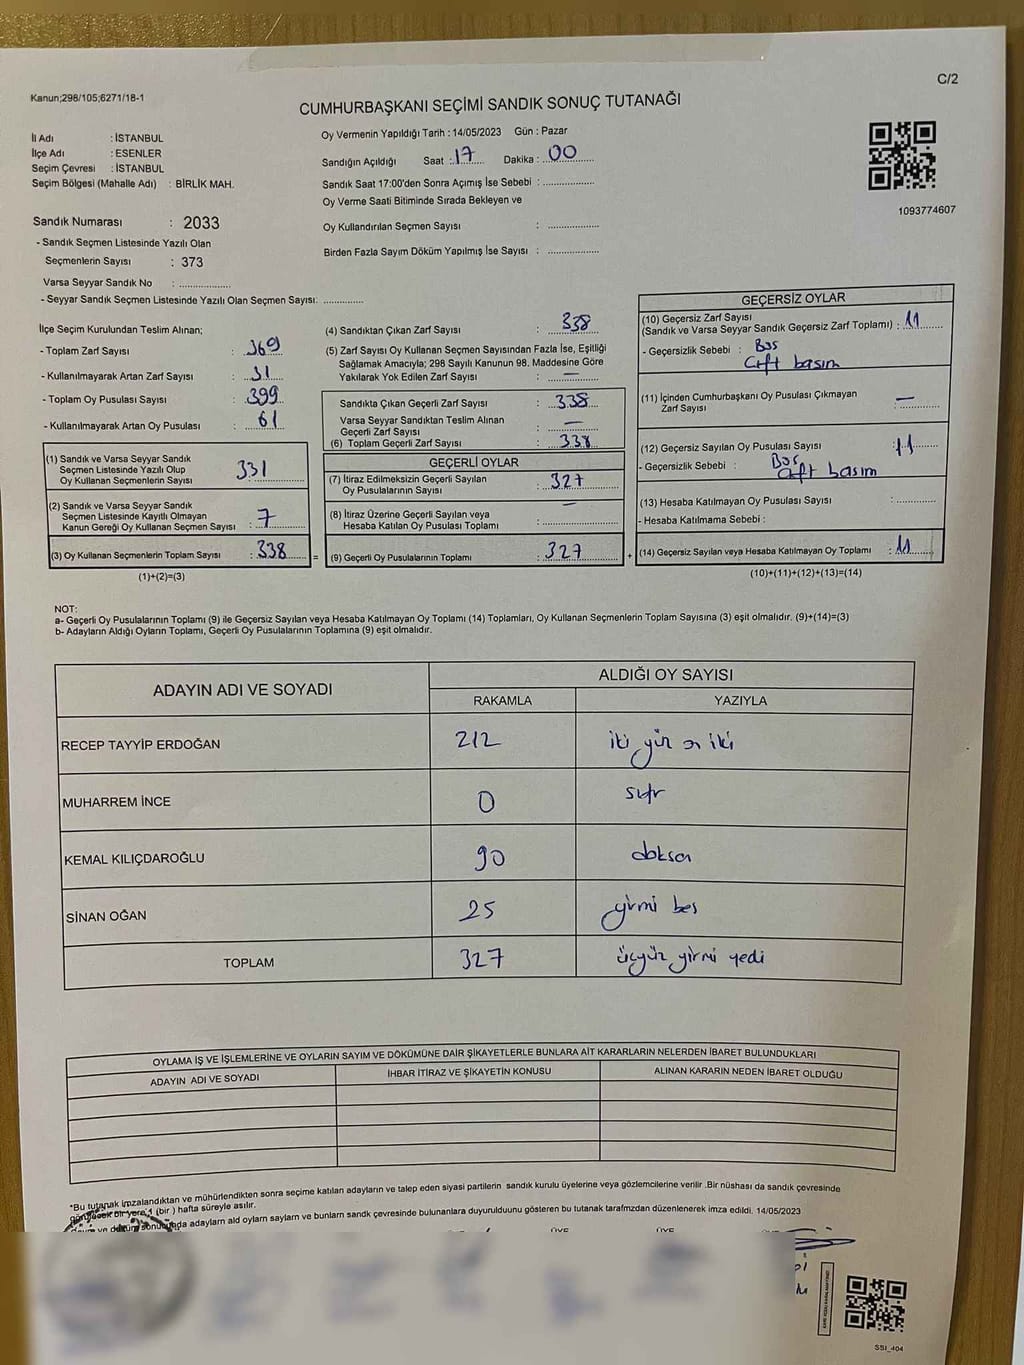 C/2
Kanun;298/105;6271/18-1
CUMHURBAŞKANI SEÇİMİ SANDIK SONUÇ TUTANAĞI
İl Adı : İSTANBUL
İlçe Adı : ESENLER
Seçim Çevresi : İSTANBUL
Seçim Bölgesi (Mahalle Adı) : BİRLİK MAH.
Sandık Numarası : 2033
- Sandık Seçmen Listesinde Yazılı Olan
Seçmenlerin Sayısı : 373
Varsa Seyyar Sandık No : ....................
- Seyyar Sandık Seçmen Listesinde Yazılı Olan Seçmen Sayısı: ...............
Oy Vermenin Yapıldığı Tarih : 14/05/2023 Gün : Pazar
Sandığın Açıldığı Saat : 17 Dakika : 00
Sandık Saat 17:00'den Sonra Açımış İse Sebebi : ....................
Oy Verme Saati Bitiminde Sırada Bekleyen ve
Oy Kullandırılan Seçmen Sayısı : ....................
Birden Fazla Sayım Döküm Yapılmış İse Sayısı : ....................
1093774607
İlçe Seçim Kurulundan Teslim Alınan;
- Toplam Zarf Sayısı : 369
- Kullanılmayarak Artan Zarf Sayısı : 31
- Toplam Oy Pusulası Sayısı : 399
- Kullanılmayarak Artan Oy Pusulası : 61
(1) Sandık ve Varsa Seyyar Sandık
Seçmen Listesinde Yazılı Olup
Oy Kullanan Seçmenlerin Sayısı : 331
(2) Sandık ve Varsa Seyyar Sandık
Seçmen Listesinde Kayıtlı Olmayan
Kanun Gereği Oy Kullanan Seçmen Sayısı : 7
(3) Oy Kullanan Seçmenlerin Toplam Sayısı : 338
=
(1)+(2)=(3)
(4) Sandıktan Çıkan Zarf Sayısı : 338
(5) Zarf Sayısı Oy Kullanan Seçmen Sayısından Fazla İse, Eşitliği
Sağlamak Amacıyla; 298 Sayılı Kanunun 98. Maddesine Göre
Yakılarak Yok Edilen Zarf Sayısı : —
Sandıkta Çıkan Geçerli Zarf Sayısı : 338
Varsa Seyyar Sandıktan Teslim Alınan
Geçerli Zarf Sayısı : —
(6) Toplam Geçerli Zarf Sayısı : 338
GEÇERLİ OYLAR
(7) İtiraz Edilmeksizin Geçerli Sayılan
Oy Pusulalarının Sayısı : 327
(8) İtiraz Üzerine Geçerli Sayılan veya
Hesaba Katılan Oy Pusulası Toplamı : —
(9) Geçerli Oy Pusulalarının Toplamı : 327
+
GEÇERSİZ OYLAR
(10) Geçersiz Zarf Sayısı
(Sandık ve Varsa Seyyar Sandık Geçersiz Zarf Toplamı) : 11
- Geçersizlik Sebebi : Boş
Çift basım
(11) İçinden Cumhurbaşkanı Oy Pusulası Çıkmayan
Zarf Sayısı : —
(12) Geçersiz Sayılan Oy Pusulası Sayısı : 11
- Geçersizlik Sebebi : Boş
Çift basım
(13) Hesaba Katılmayan Oy Pusulası Sayısı : ............
- Hesaba Katılmama Sebebi :
(14) Geçersiz Sayılan veya Hesaba Katılmayan Oy Toplamı : 11
(10)+(11)+(12)+(13)=(14)
NOT:
a- Geçerli Oy Pusulalarının Toplamı (9) ile Geçersiz Sayılan veya Hesaba Katılmayan Oy Toplamı (14) Toplamları, Oy Kullanan Seçmenlerin Toplam Sayısına (3) eşit olmalıdır. (9)+(14)=(3)
b- Adayların Aldığı Oyların Toplamı, Geçerli Oy Pusulalarının Toplamına (9) eşit olmalıdır.
ADAYIN ADI VE SOYADI
ALDIĞI OY SAYISI
RAKAMLA YAZIYLA
RECEP TAYYİP ERDOĞAN 212 iki yüz on iki
MUHARREM İNCE 0 sıfır
KEMAL KILIÇDAROĞLU 90 doksan
SİNAN OĞAN 25 yirmi beş
TOPLAM 327 üçyüz yirmi yedi
OYLAMA İŞ VE İŞLEMLERİNE VE OYLARIN SAYIM VE DÖKÜMÜNE DAİR ŞİKAYETLERLE BUNLARA AİT KARARLARIN NELERDEN İBARET BULUNDUKLARI
ADAYIN ADI VE SOYADI İHBAR İTİRAZ VE ŞİKAYETİN KONUSU ALINAN KARARIN NEDEN İBARET OLDUĞU
*Bu tutanak imzalandıktan ve mühürlendikten sonra seçime katılan adayların ve talep eden siyasi partilerin sandık kurulu üyelerine veya gözlemcilerine verilir .Bir nüshası da sandık çevresinde
görülecek bir yere 1 (bir ) hafta süreyle asılır.
sonucunda adayların ald oyların sayları ve bunların sandk çevresinde bulunanlara duyurulduunu gösteren bu tutanak tarafmızdan düzenlenerek imza edildi. 14/05/2023
SSI_404